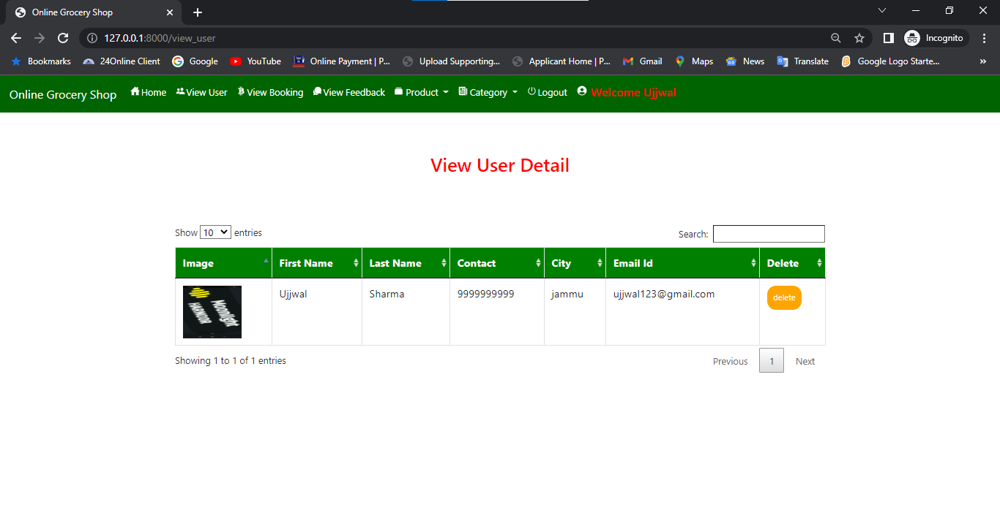 Online Grocery Shop
127.0.0.1:8000/view_user
Incognito
Bookmarks 24Online Client Google YouTube Online Payment | P... Upload Supporting... Applicant Home | P... Gmail Maps News Translate Google Logo Starte... »
Online Grocery Shop Home View User View Booking View Feedback Product Category Logout Welcome Ujjwal
View User Detail
Show 10 entries Search:
Image First Name Last Name Contact City Email Id Delete
Moonlight
HARKOR
Ujjwal Sharma 9999999999 jammu ujjwal123@gmail.com delete
Showing 1 to 1 of 1 entries Previous 1 Next